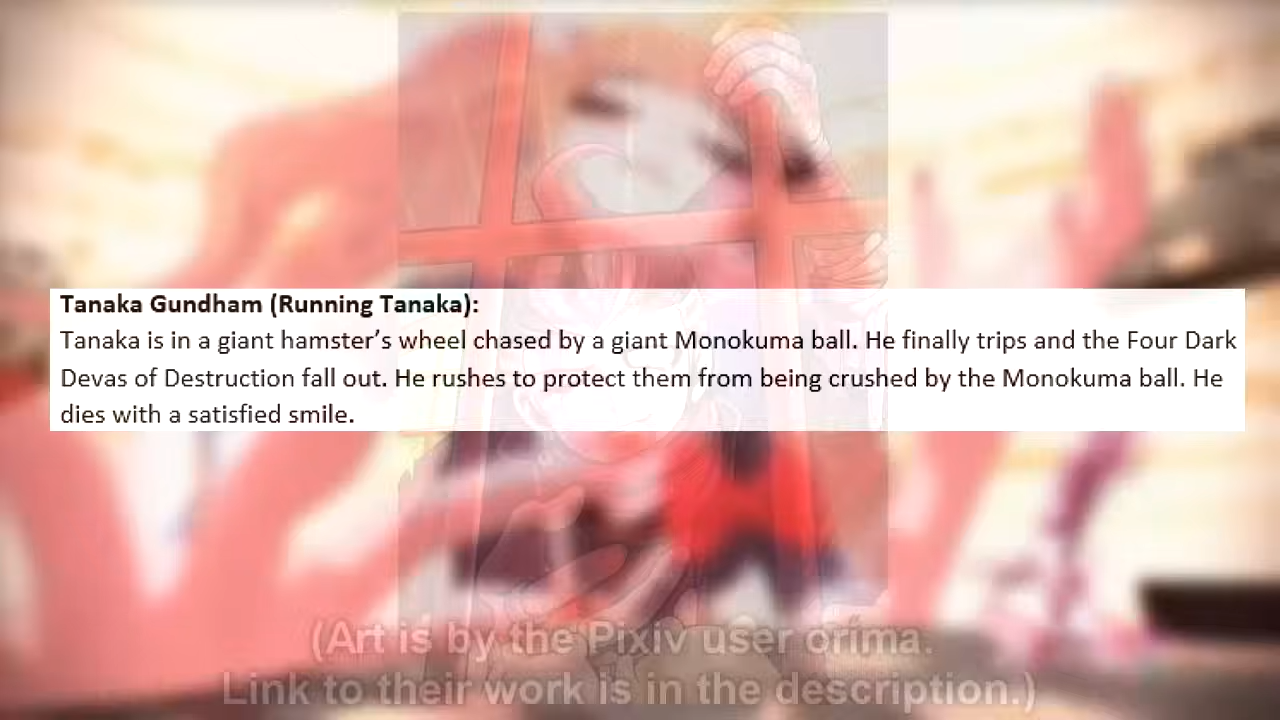 Tanaka Gundham (Running Tanaka):
Tanaka is in a giant hamster’s wheel chased by a giant Monokuma ball. He finally trips and the Four Dark
Devas of Destruction fall out. He rushes to protect them from being crushed by the Monokuma ball. He
dies with a satisfied smile.
(Art is by the Pixiv user orima.
Link to their work is in the description.)